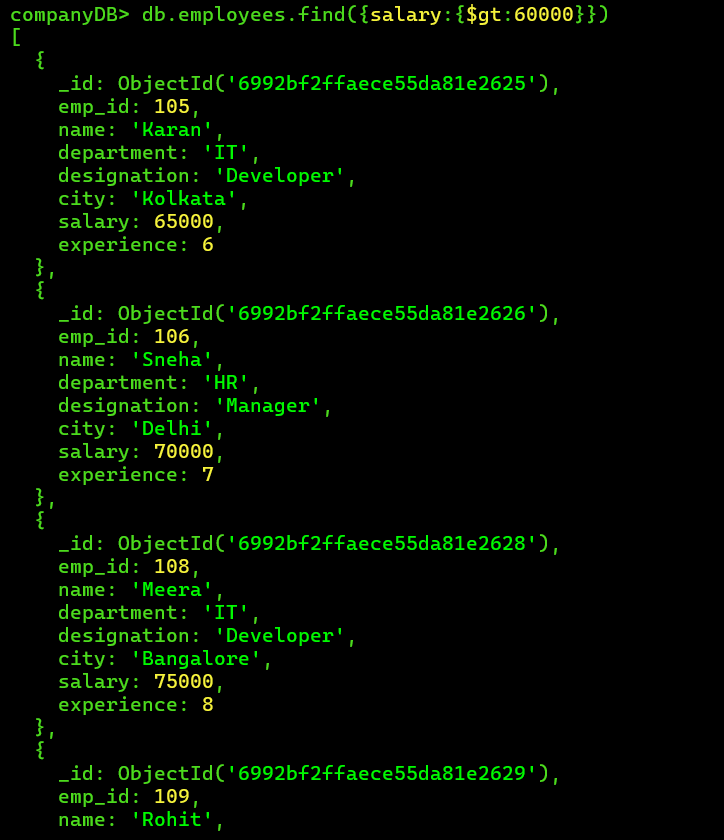 companyDB> db.employees.find({salary:{$gt:60000}})
[
  {
    _id: ObjectId('6992bf2ffaece55da81e2625'),
    emp_id: 105,
    name: 'Karan',
    department: 'IT',
    designation: 'Developer',
    city: 'Kolkata',
    salary: 65000,
    experience: 6
  },
  {
    _id: ObjectId('6992bf2ffaece55da81e2626'),
    emp_id: 106,
    name: 'Sneha',
    department: 'HR',
    designation: 'Manager',
    city: 'Delhi',
    salary: 70000,
    experience: 7
  },
  {
    _id: ObjectId('6992bf2ffaece55da81e2628'),
    emp_id: 108,
    name: 'Meera',
    department: 'IT',
    designation: 'Developer',
    city: 'Bangalore',
    salary: 75000,
    experience: 8
  },
  {
    _id: ObjectId('6992bf2ffaece55da81e2629'),
    emp_id: 109,
    name: 'Rohit',